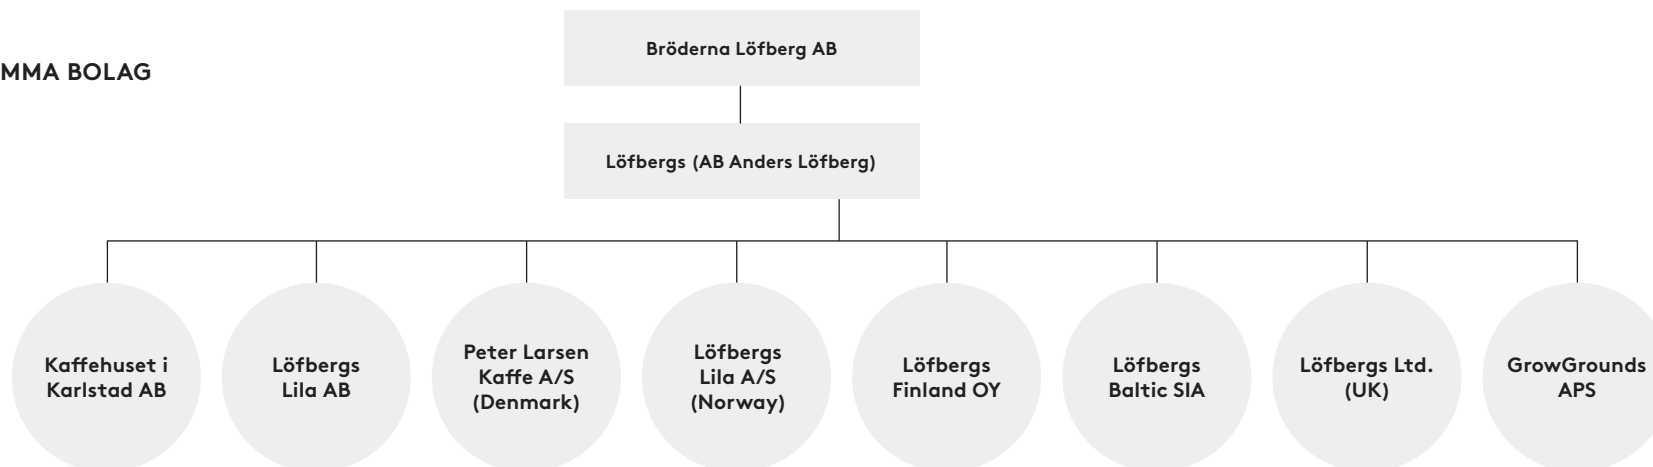 Bröderna Löfberg AB
MMA BOLAG
Löfbergs (AB Anders Löfberg)
Kaffehuset i
Karlstad AB
Löfbergs
Lila AB
Peter Larsen
Kaffe A/S
(Denmark)
Löfbergs
Lila A/S
(Norway)
Löfbergs
Finland OY
Löfbergs
Baltic SIA
Löfbergs Ltd.
(UK)
GrowGrounds
APS